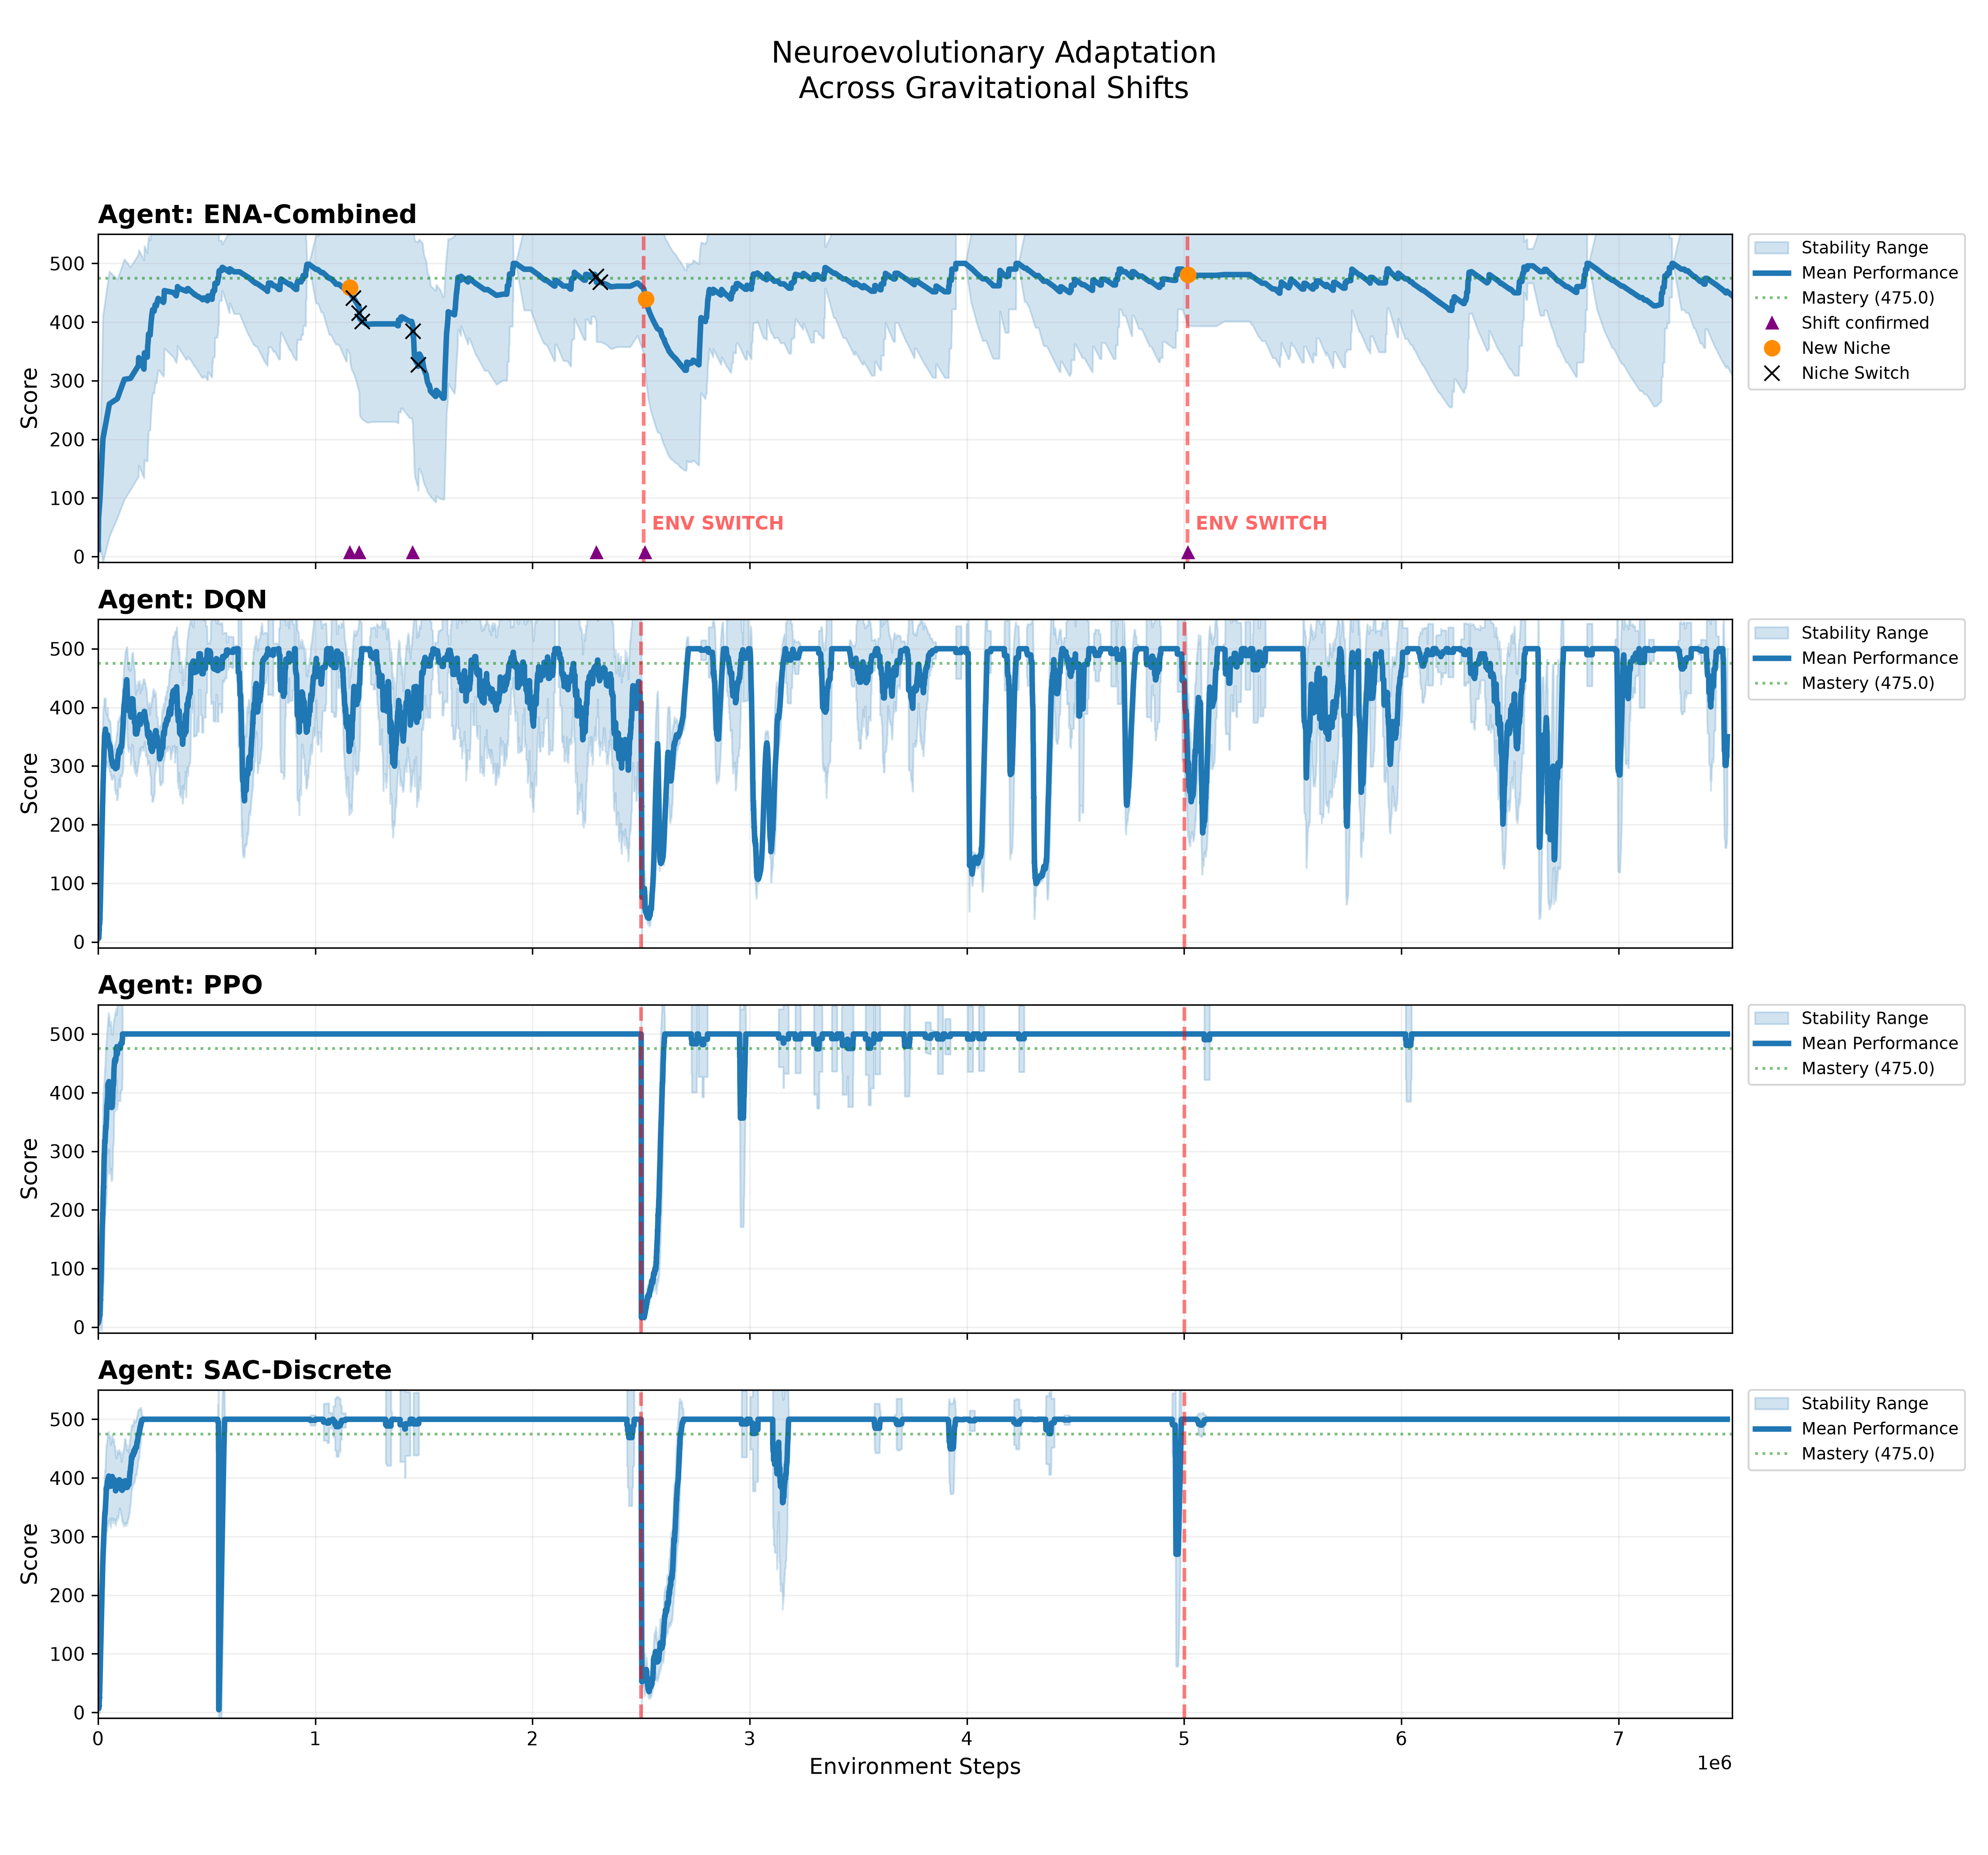 Neuroevolutionary Adaptation
Across Gravitational Shifts
Agent: ENA-Combined
Score
500
400
300
200
100
0
ENV SWITCH
ENV SWITCH
Stability Range
Mean Performance
Mastery (475.0)
Shift confirmed
New Niche
Niche Switch
Agent: DQN
Score
500
400
300
200
100
0
Stability Range
Mean Performance
Mastery (475.0)
Agent: PPO
Score
500
400
300
200
100
0
Stability Range
Mean Performance
Mastery (475.0)
Agent: SAC-Discrete
Score
500
400
300
200
100
0
Stability Range
Mean Performance
Mastery (475.0)
0 1 2 3 4 5 6 7
Environment Steps
1e6